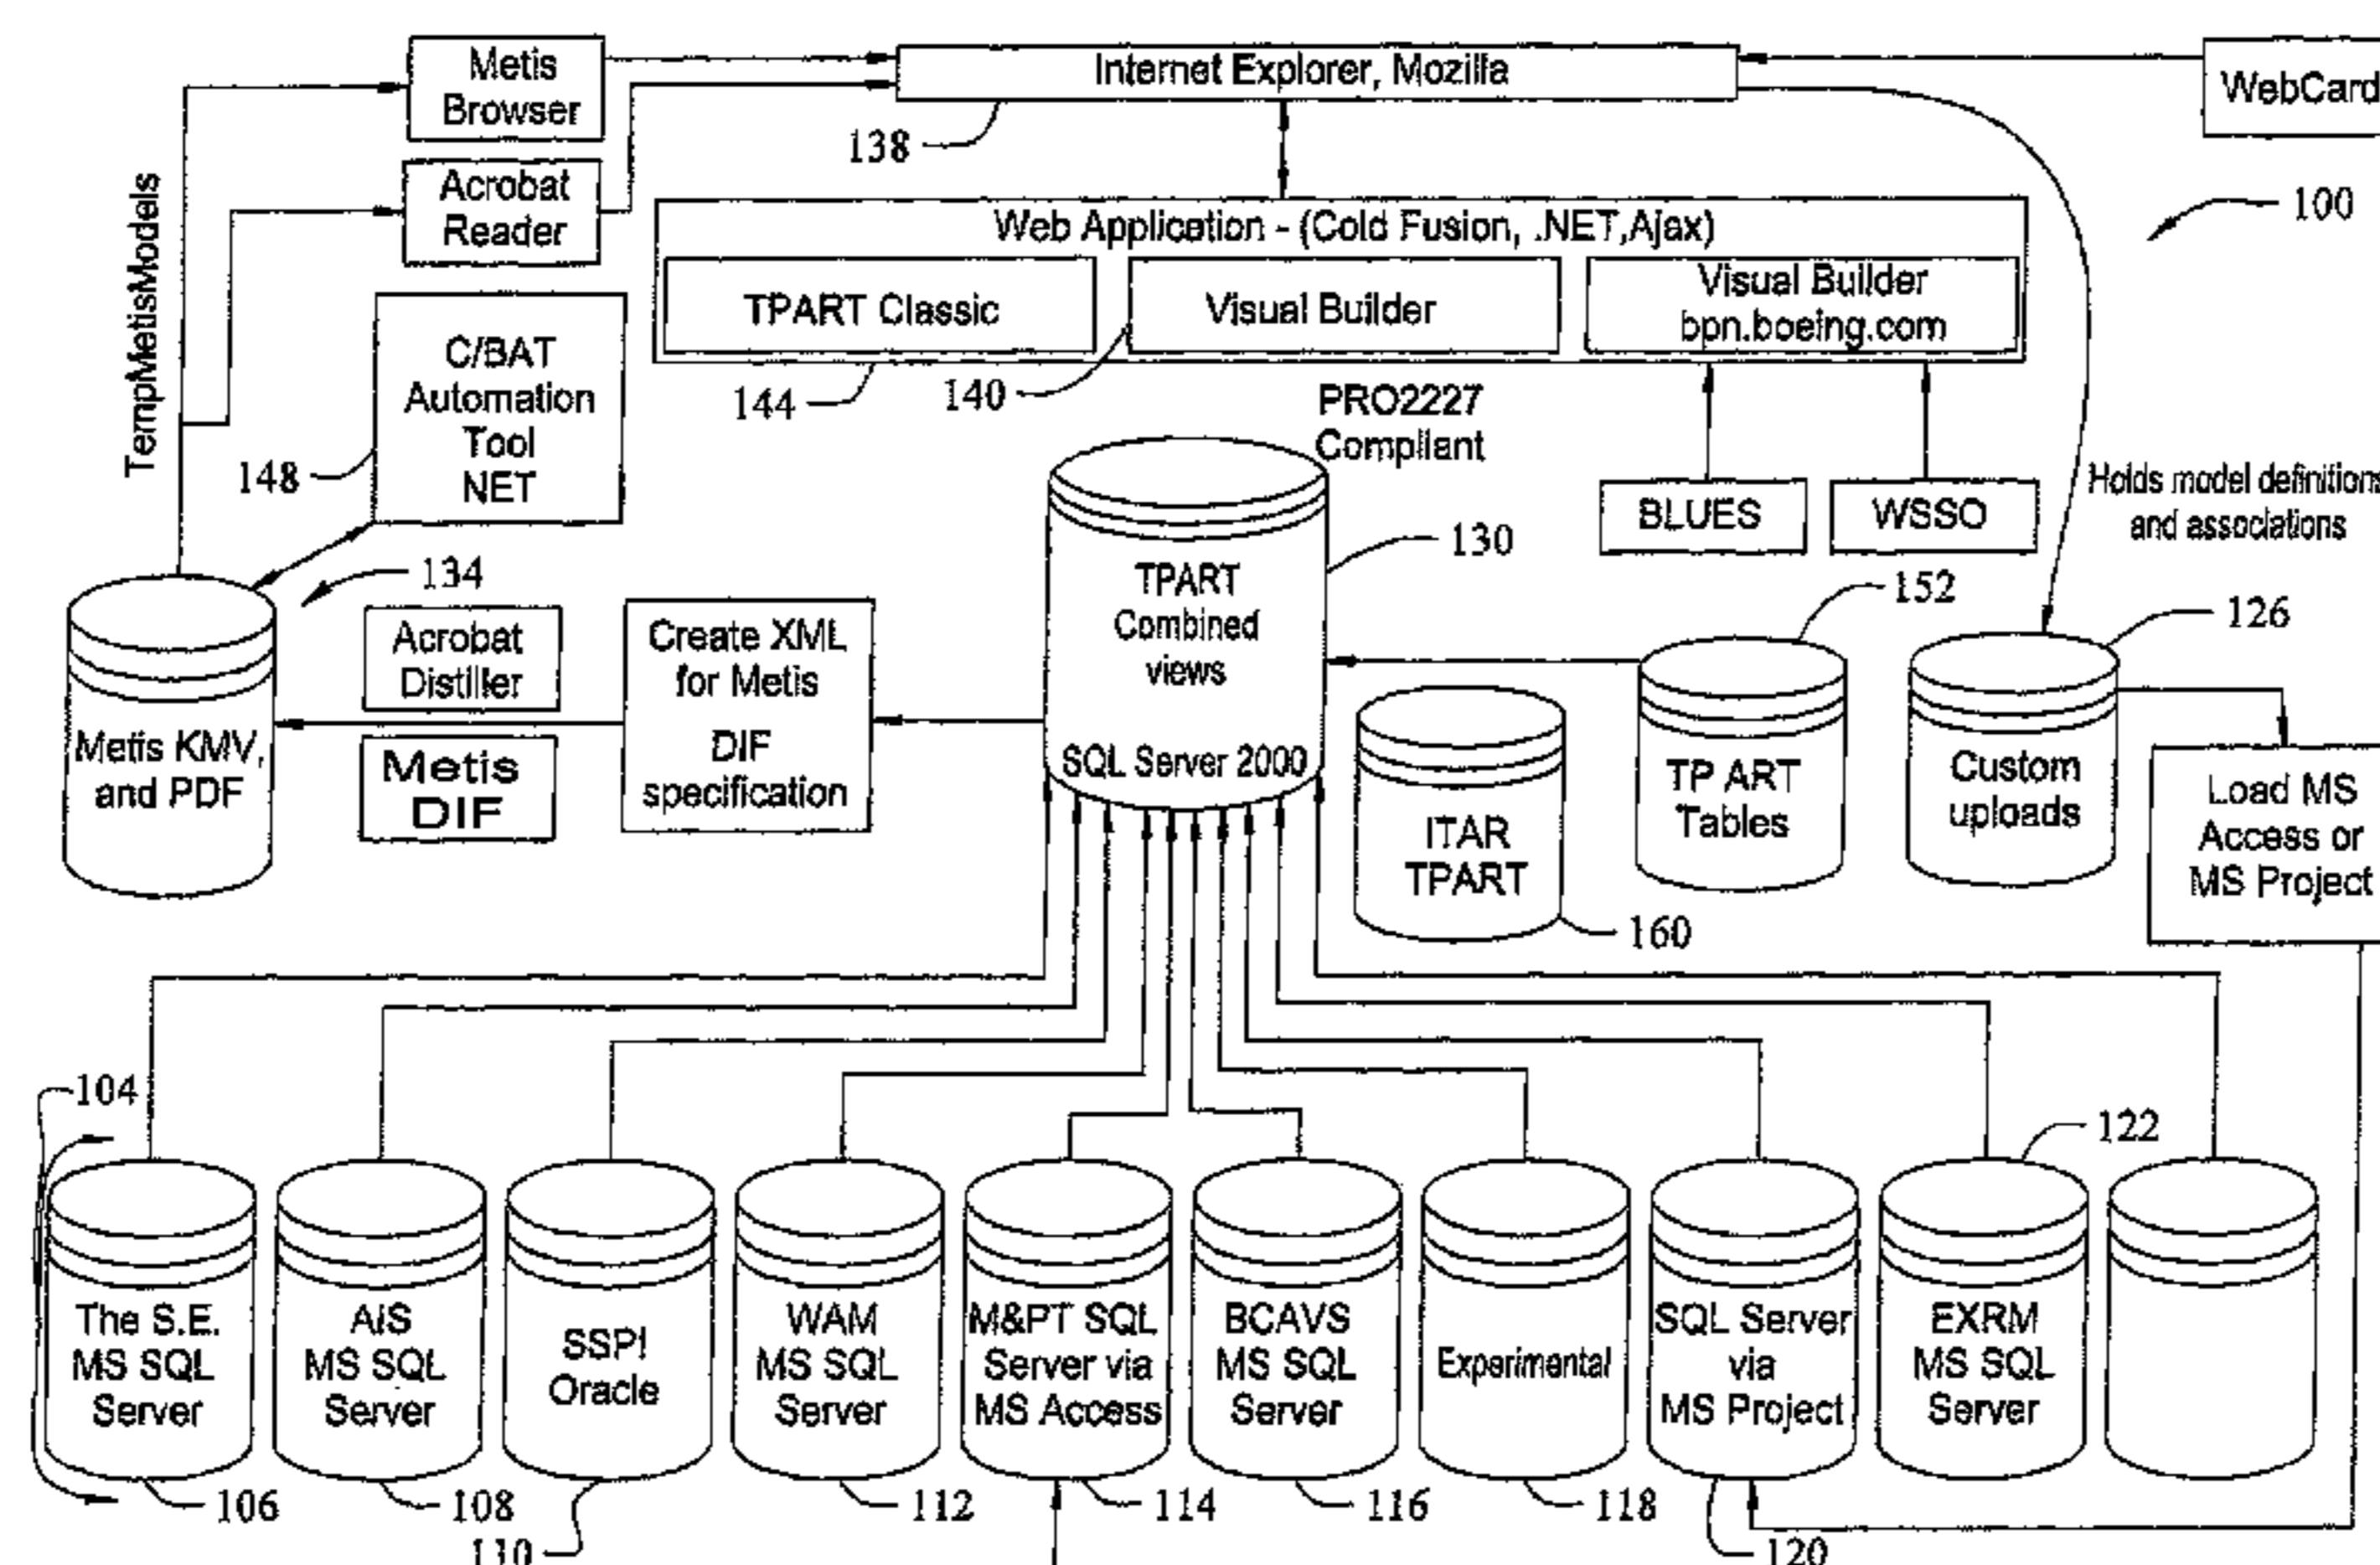 Metis
Browser
Internet Explorer, Mozilla
WebCard
138
Acrobat
Reader
TempMetisModels
100
Web Application - (Cold Fusion, .NET,Ajax)
TPART Classic
Visual Builder
Visual Builder
bpn.boeing.com
144
140
C/BAT
Automation
Tool
NET
148
PRO2227
Compliant
BLUES
WSSO
Holds model definitions
and associations
134
130
152
126
Acrobat
Distiller
Create XML
for Metis
DIF
specification
TPART
Combined
views
SQL Server 2000
Metis KMV,
and PDF
Metis
DIF
ITAR
TPART
160
TP ART
Tables
Custom
uploads
Load MS
Access or
MS Project
104
122
The S.E.
MS SQL
Server
AIS
MS SQL
Server
SSPI
Oracle
WAM
MS SQL
Server
M&PT SQL
Server via
MS Access
BCAVS
MS SQL
Server
Experimental
SQL Server
via
MS Project
EXRM
MS SQL
Server
106
108
110
112
114
116
118
120